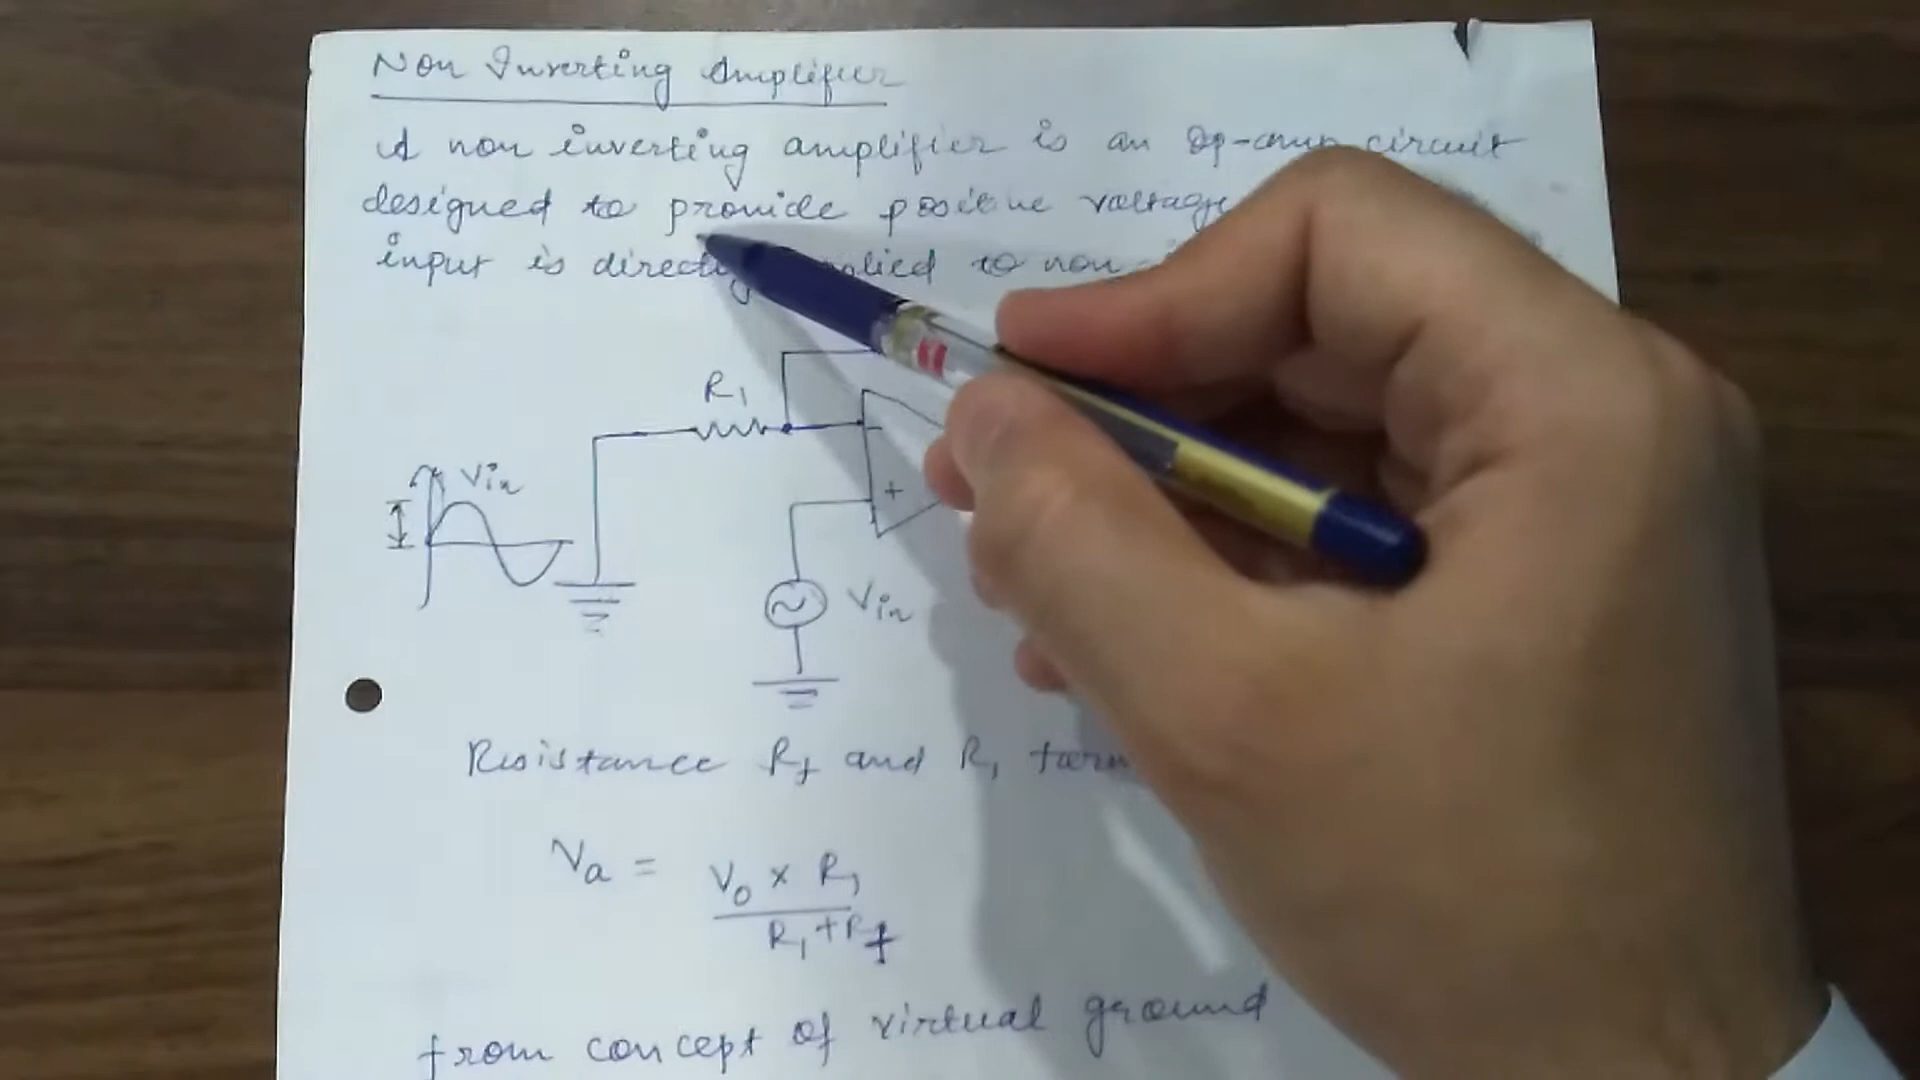 Non Inverting Amplifier
A non inverting amplifier is an Op-amp circuit
designed to provide positive voltage
input is directly applied to non-
R1
Vin
-
+
Vin
Resistance Rf and R1 form
Va = V0 x R1
R1+Rf
from concept of virtual ground